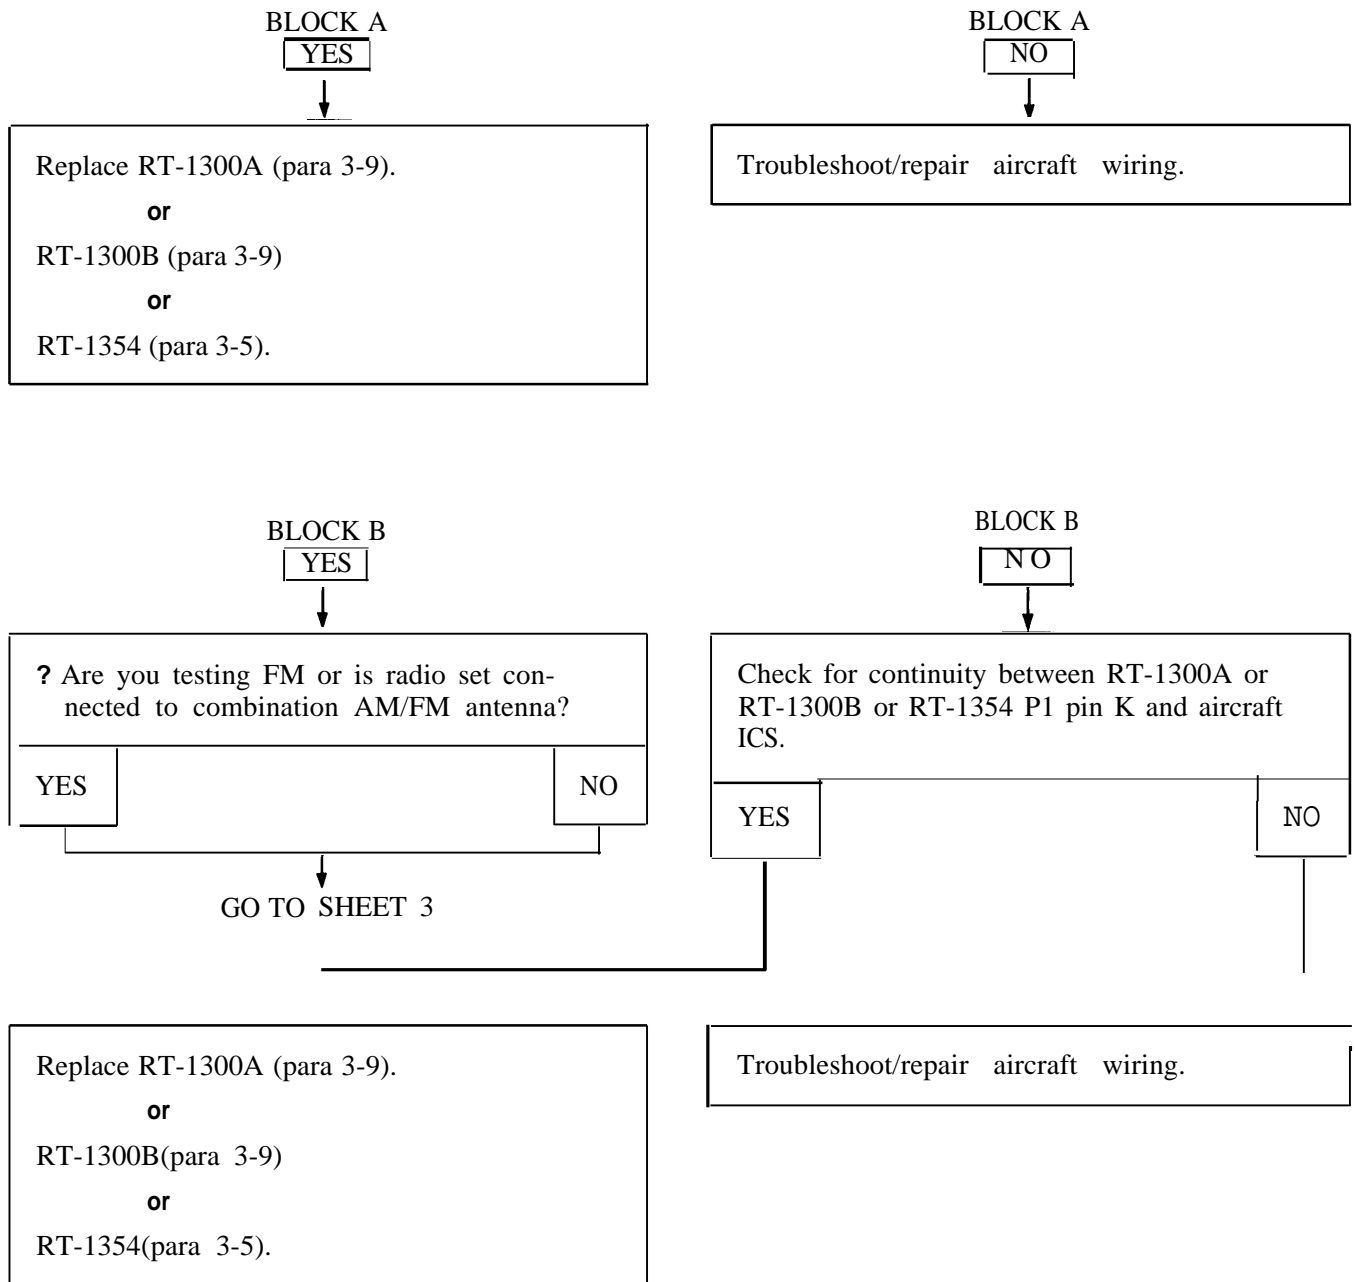 BLOCK A
YES
Replace RT-1300A (para 3-9).
or
RT-1300B (para 3-9)
or
RT-1354 (para 3-5).
BLOCK A
NO
Troubleshoot/repair aircraft wiring.
BLOCK B
YES
? Are you testing FM or is radio set con-
nected to combination AM/FM antenna?
YES
NO
GO TO SHEET 3
BLOCK B
NO
Check for continuity between RT-1300A or
RT-1300B or RT-1354 P1 pin K and aircraft
ICS.
YES
NO
Replace RT-1300A (para 3-9).
or
RT-1300B(para 3-9)
or
RT-1354(para 3-5).
Troubleshoot/repair aircraft wiring.